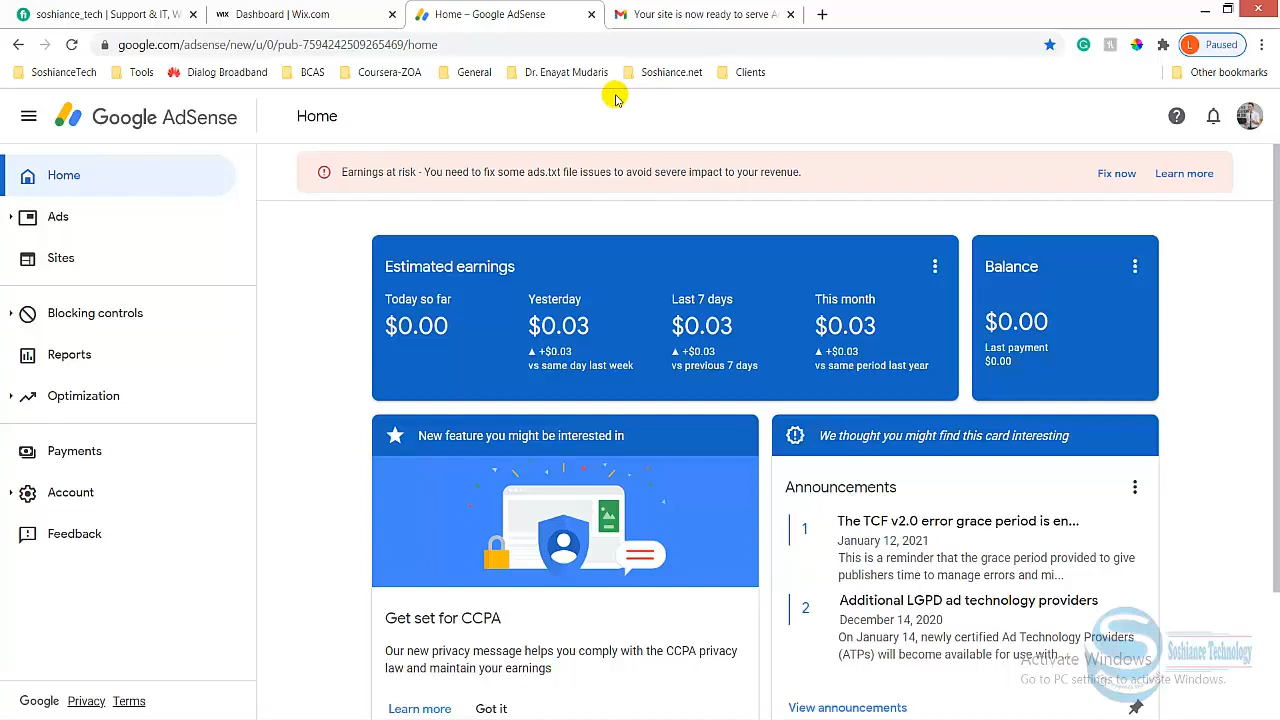 soshiance_tech | Support & IT, W
Dashboard | Wix.com
Home – Google AdSense
Your site is now ready to serve A
google.com/adsense/new/u/0/pub-7594242509265469/home
L
Paused
SoshianceTech
Tools
Dialog Broadband
BCAS
Coursera-ZOA
General
Dr. Enayat Mudaris
Soshiance.net
Clients
Other bookmarks
Google AdSense
Home
Home
Ads
Sites
Blocking controls
Reports
Optimization
Payments
Account
Feedback
Google Privacy Terms
Earnings at risk - You need to fix some ads.txt file issues to avoid severe impact to your revenue.
Fix now
Learn more
Estimated earnings
Today so far
$0.00
Yesterday
$0.03
▲ +$0.03
vs same day last week
Last 7 days
$0.03
▲ +$0.03
vs previous 7 days
This month
$0.03
▲ +$0.03
vs same period last year
Balance
$0.00
Last payment
$0.00
New feature you might be interested in
Get set for CCPA
Our new privacy message helps you comply with the CCPA privacy
law and maintain your earnings
Learn more
Got it
We thought you might find this card interesting
Announcements
1
The TCF v2.0 error grace period is en...
January 12, 2021
This is a reminder that the grace period provided to give
publishers time to manage errors and mi...
2
Additional LGPD ad technology providers
December 14, 2020
On January 14, newly certified Ad Technology Providers
(ATPs) will become available for use with...
View announcements
Soshiance Technology
Activate Windows
Go to PC settings to activate Windows.